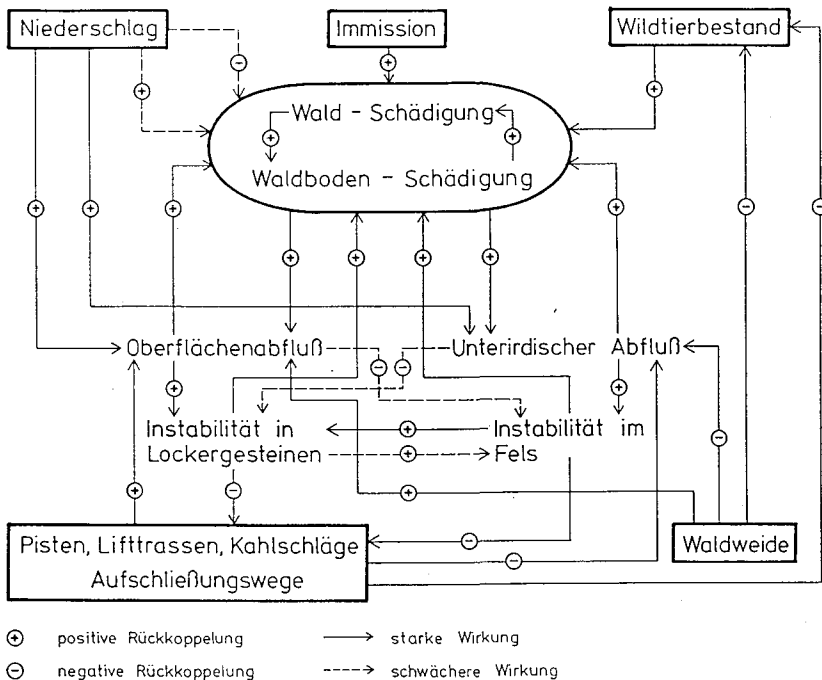 Niederschlag
Immission
Wildtierbestand
Wald - Schädigung
Waldboden - Schädigung
Oberflächenabfluß
Unterirdischer Abfluß
Instabilität in
Lockergesteinen
Instabilität im
Fels
Pisten, Lifttrassen, Kahlschläge
Aufschließungswege
Waldweide
⊕ positive Rückkoppelung
⟶ starke Wirkung
⊖ negative Rückkoppelung
---> schwächere Wirkung